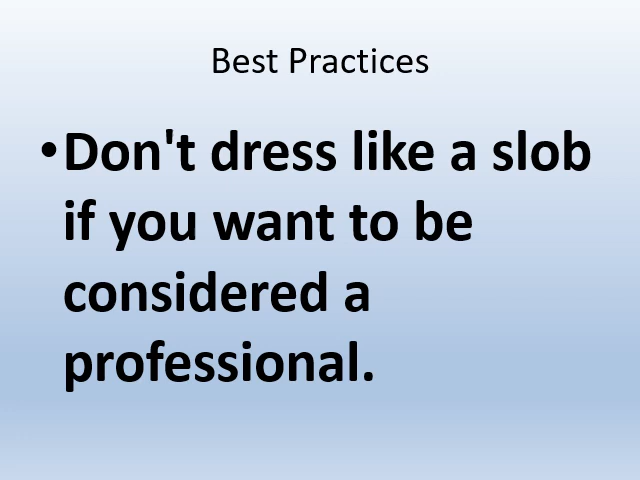 Best Practices
•Don't dress like a slob
if you want to be
considered a
professional.